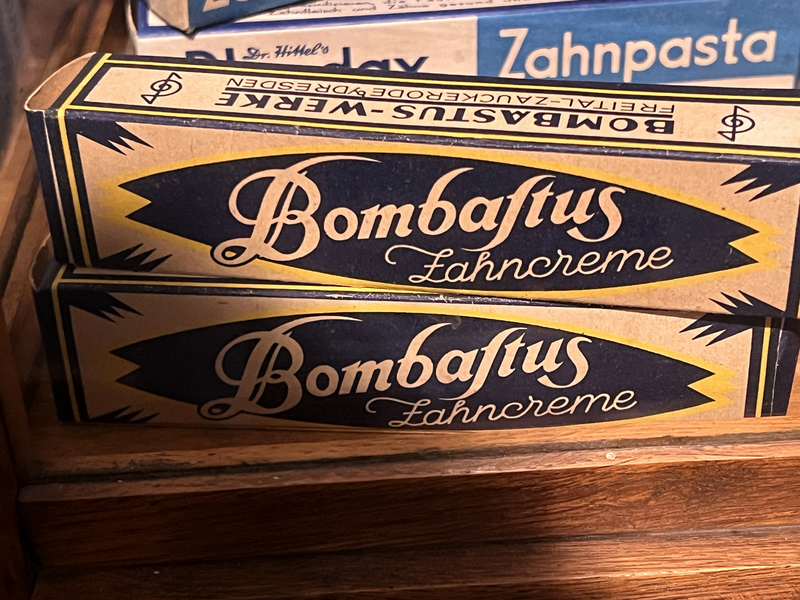 Dr. Hittel's
Zahnpasta
BOMBASTUS-WERKE
FREITAL-ZAUCKERODE & DRESDEN
Bombaſtus
Zahncreme
Bombaſtus
Zahncreme